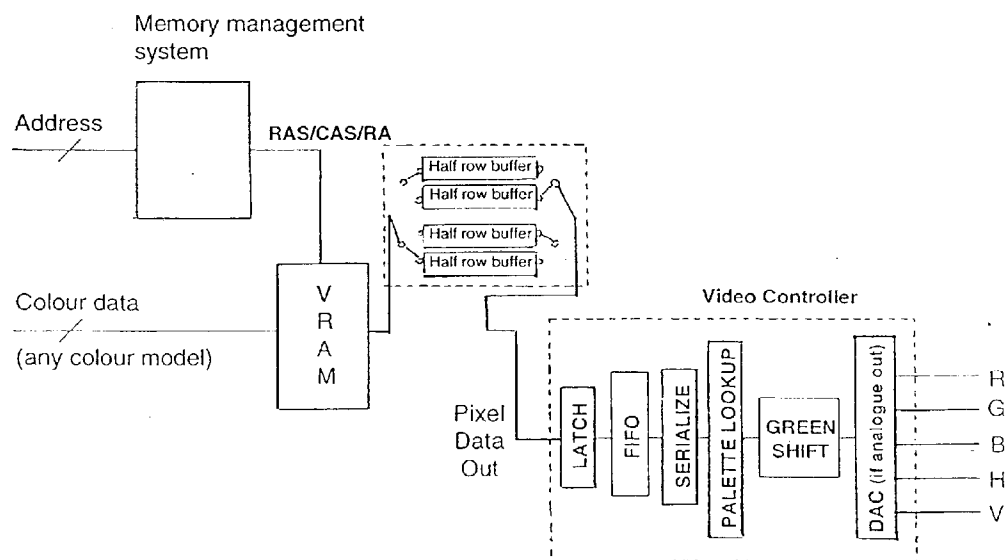 Memory management
system
Address
RAS/CAS/RA
Half row buffer
Half row buffer
Half row buffer
Half row buffer
VRAM
Colour data
(any colour model)
Video Controller
Pixel
Data
Out
LATCH
FIFO
SERIALIZE
PALETTE LOOKUP
GREEN
SHIFT
DAC (if analogue out)
R
G
B
H
V